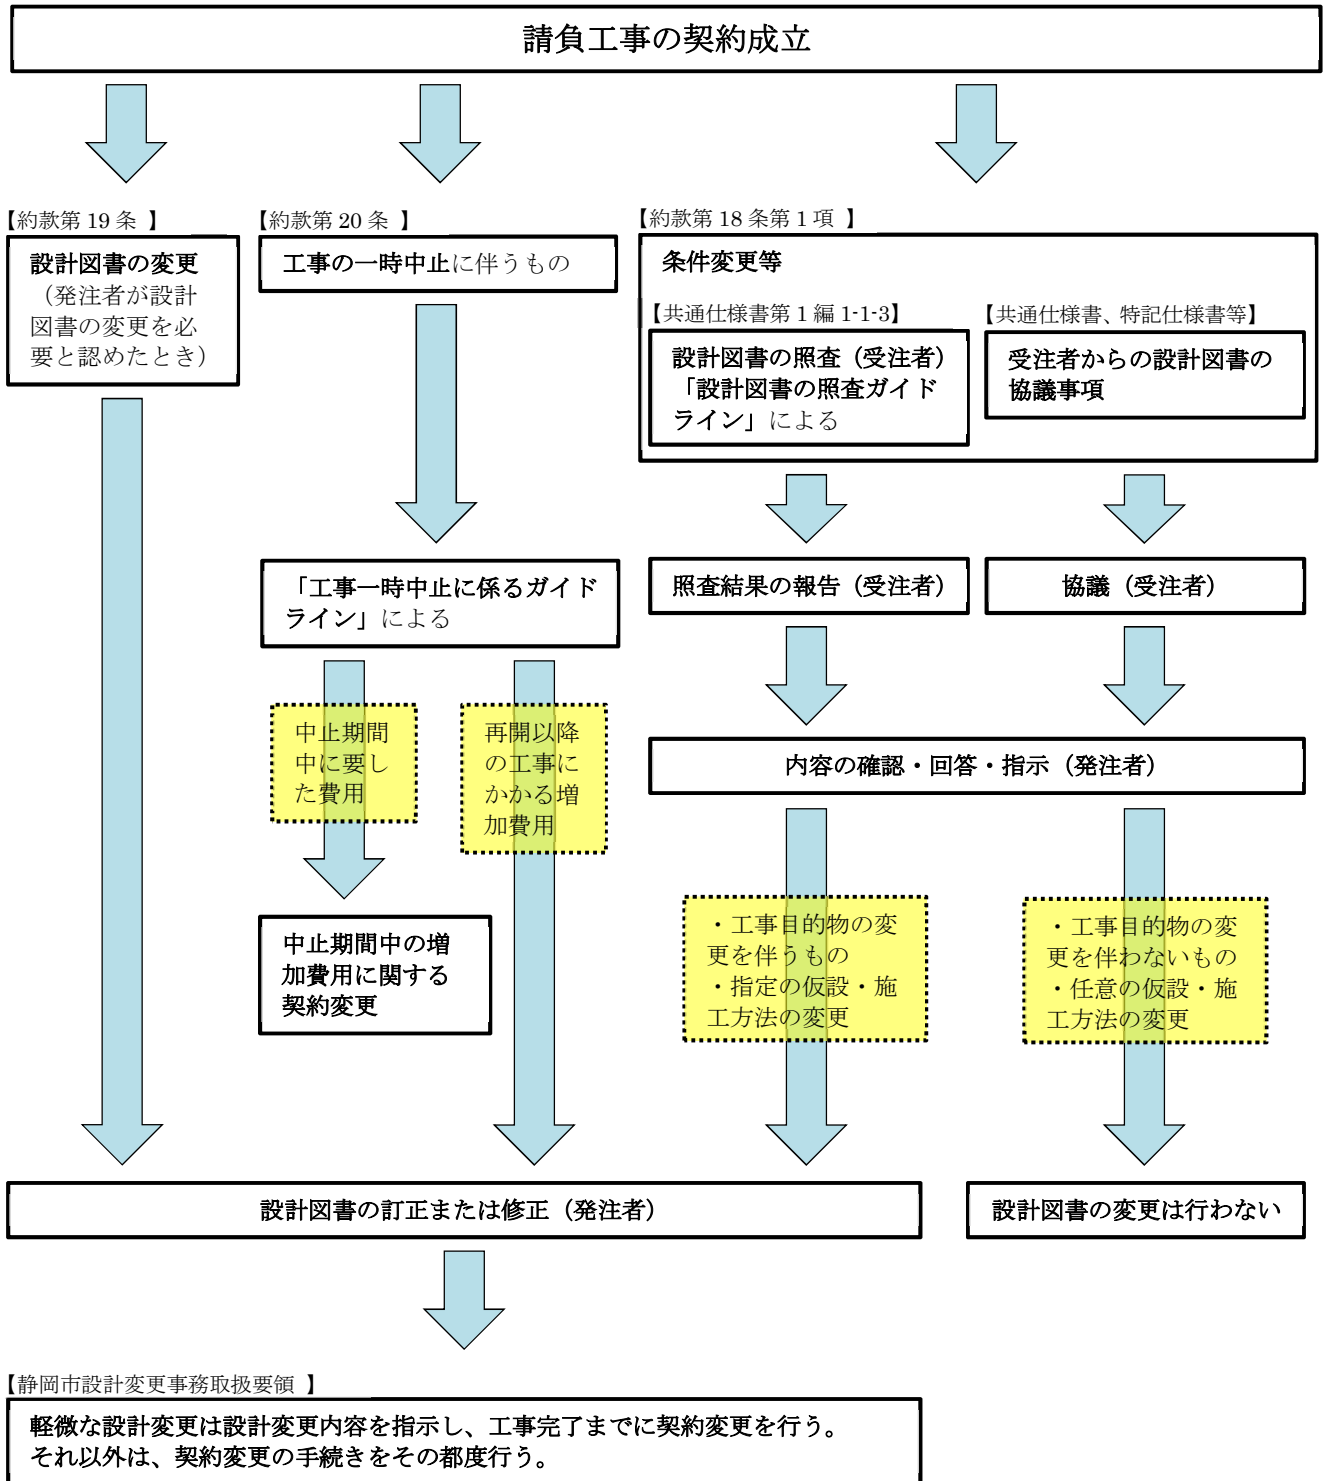 請負工事の契約成立
【約款第 19 条 】
設計図書の変更
（発注者が設計
図書の変更を必
要と認めたとき）
【約款第 20 条 】
工事の一時中止に伴うもの
【約款第 18 条第 1 項 】
条件変更等
【共通仕様書第 1 編 1-1-3】
設計図書の照査（受注者）
「設計図書の照査ガイド
ライン」による
【共通仕様書、特記仕様書等】
受注者からの設計図書の
協議事項
「工事一時中止に係るガイド
ライン」による
照査結果の報告（受注者）
協議（受注者）
中止期間
中に要し
た費用
再開以降
の工事に
かかる増
加費用
内容の確認・回答・指示（発注者）
中止期間中の増
加費用に関する
契約変更
・工事目的物の変
更を伴うもの
・指定の仮設・施
工方法の変更
・工事目的物の変
更を伴わないもの
・任意の仮設・施
工方法の変更
設計図書の訂正または修正（発注者）
設計図書の変更は行わない
【静岡市設計変更事務取扱要領 】
軽微な設計変更は設計変更内容を指示し、工事完了までに契約変更を行う。
それ以外は、契約変更の手続きをその都度行う。